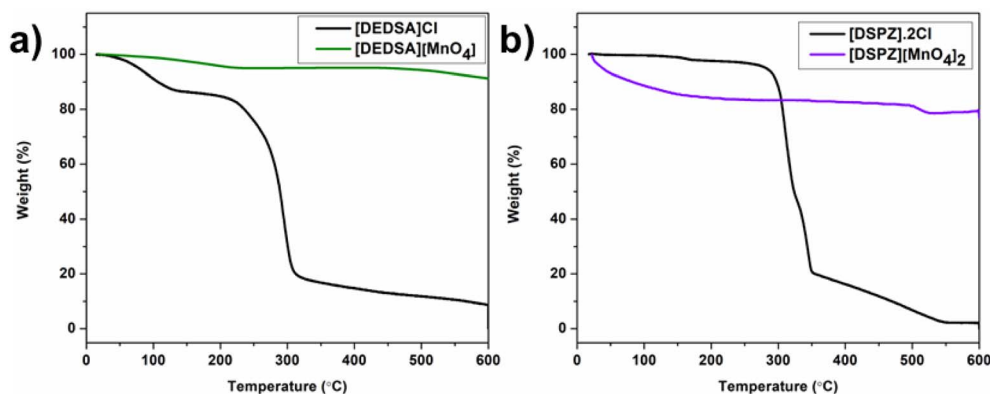 a)
[DEDSA]Cl
[DEDSA][MnO₄]
Weight (%)
100
80
60
40
20
0
0 100 200 300 400 500 600
Temperature (°C)
b)
[DSPZ].2Cl
[DSPZ][MnO₄]₂
Weight (%)
100
80
60
40
20
0
0 100 200 300 400 500 600
Temperature (°C)